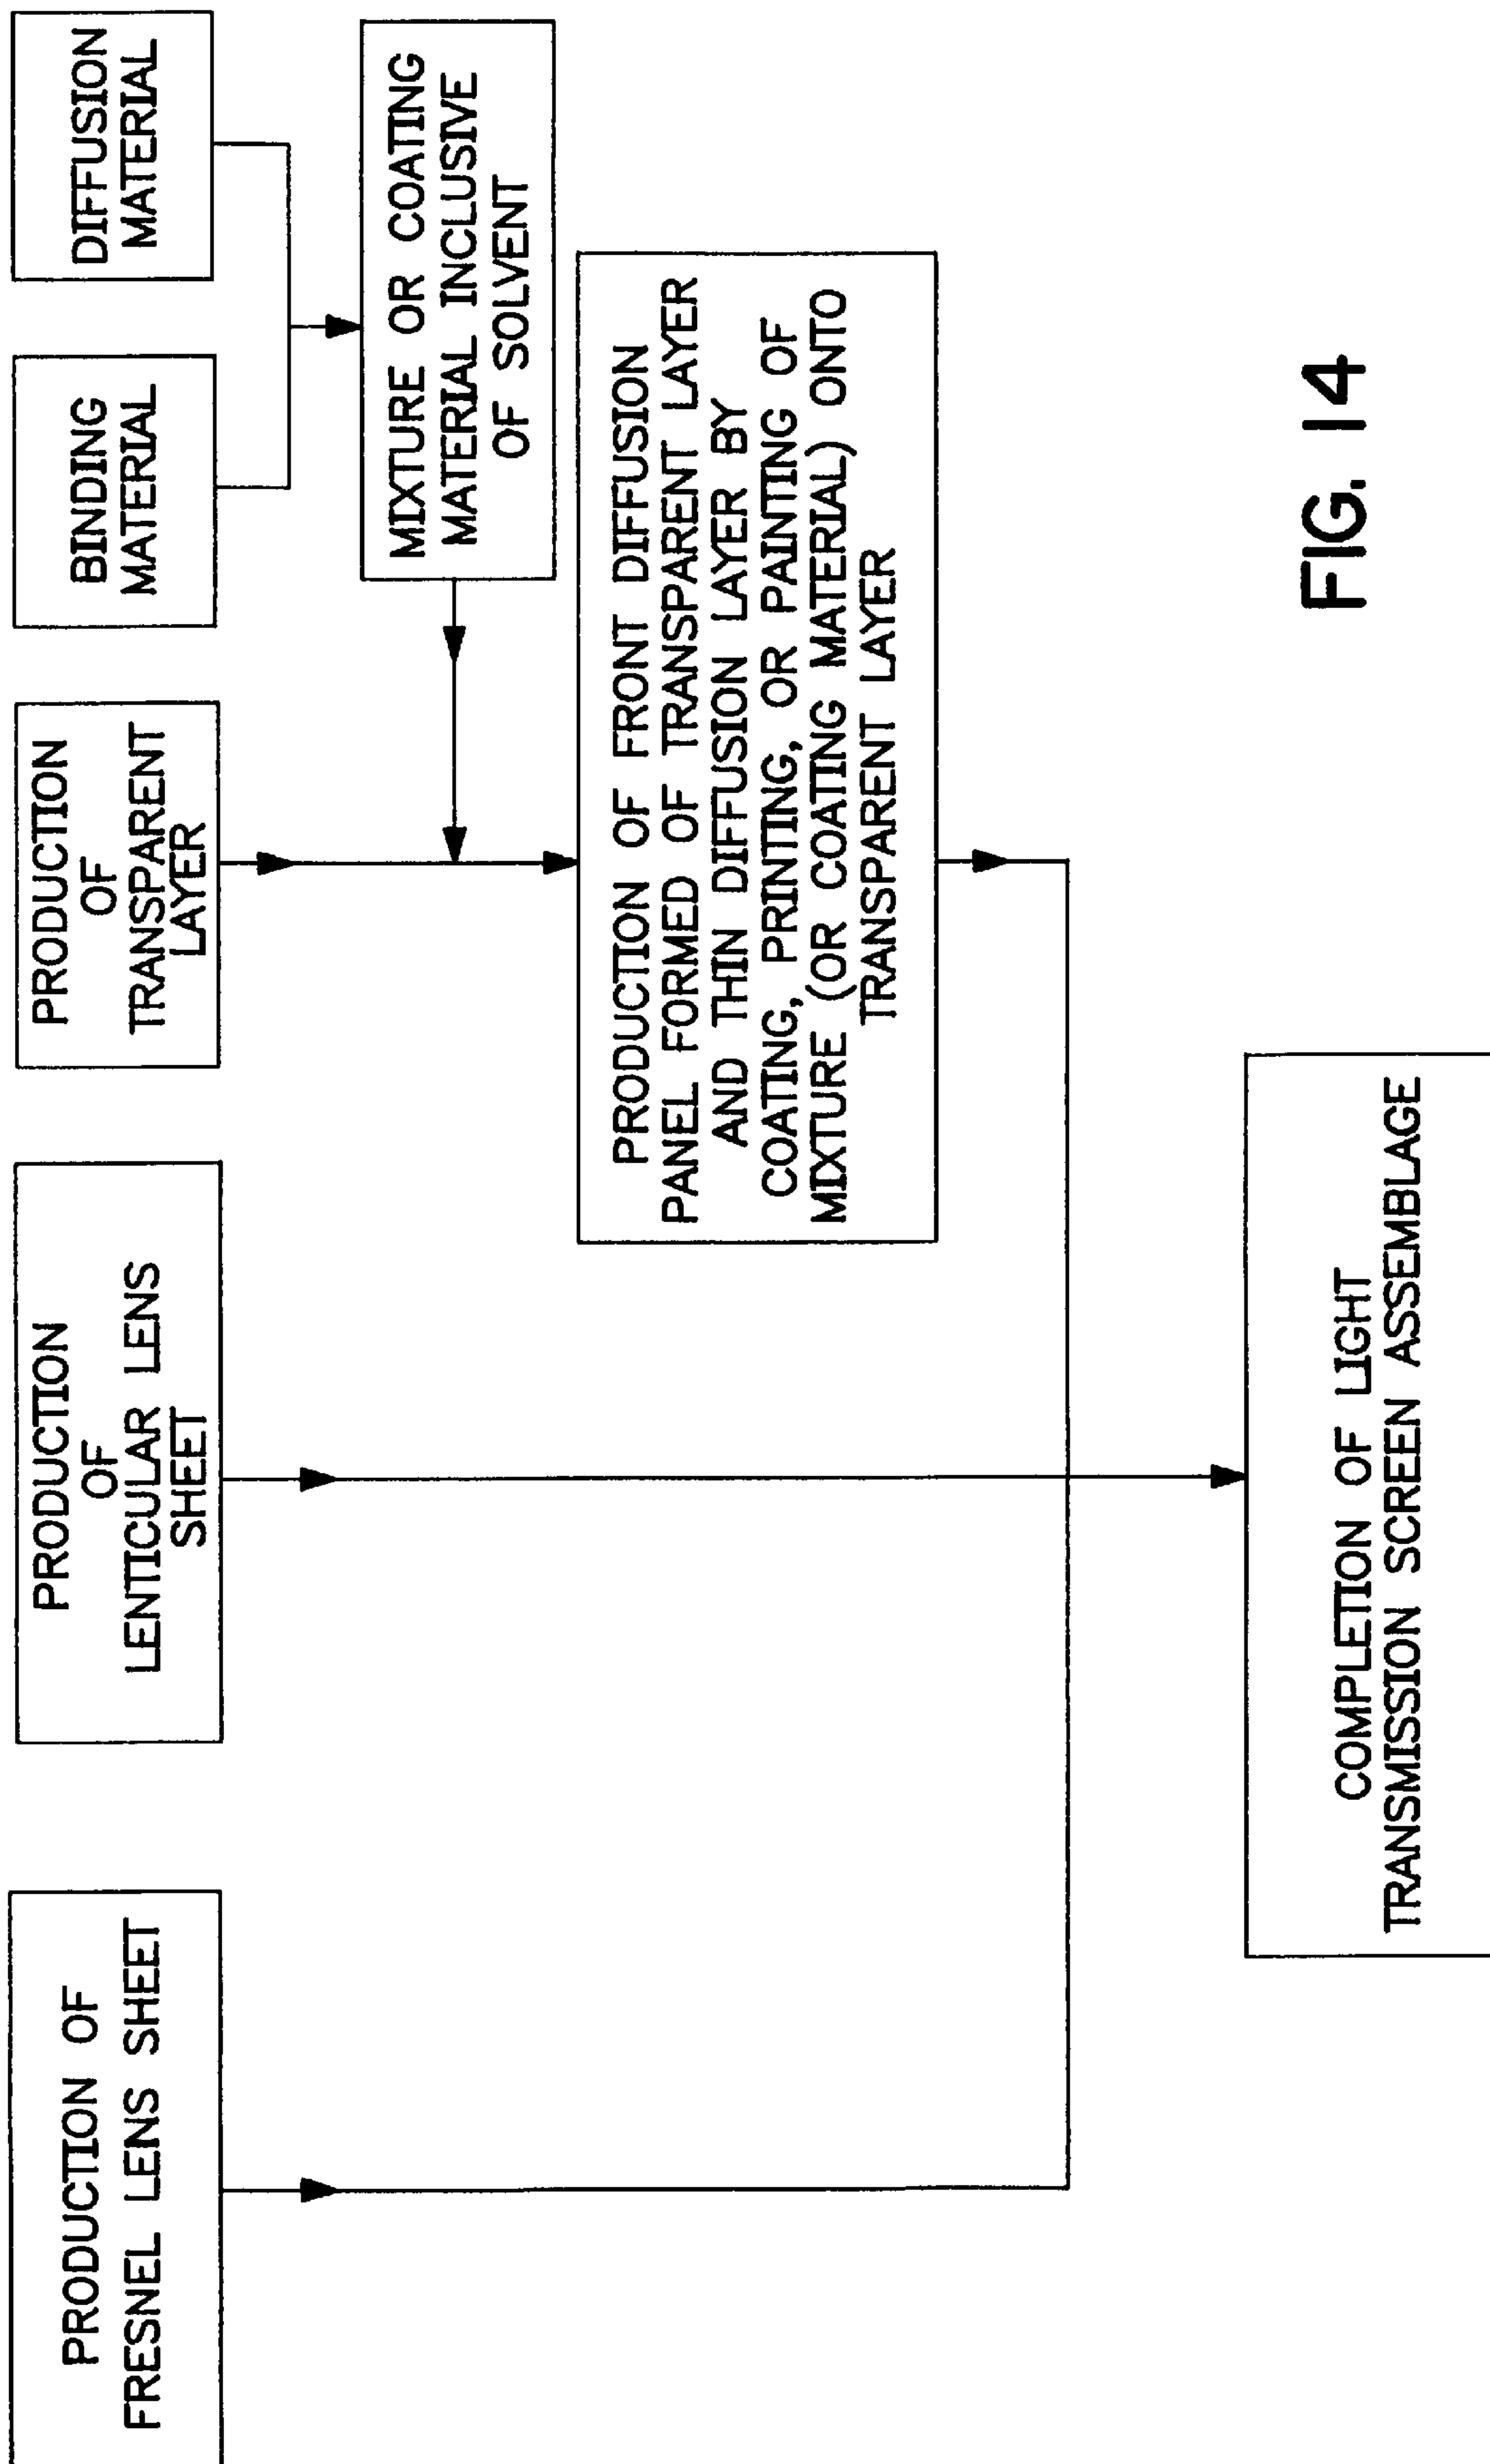 PRODUCTION OF
FRESNEL LENS SHEET
PRODUCTION
OF
LENTICULAR LENS
SHEET
PRODUCTION
OF
TRANSPARENT
LAYER
BINDING
MATERIAL
DIFFUSION
MATERIAL
MIXTURE OR COATING
MATERIAL INCLUSIVE
OF SOLVENT
PRODUCTION OF FRONT DIFFUSION
PANEL FORMED OF TRANSPARENT LAYER
AND THIN DIFFUSION LAYER BY
COATING, PRINTING, OR PAINTING OF
MIXTURE (OR COATING MATERIAL) ONTO
TRANSPARENT LAYER
COMPLETION OF LIGHT
TRANSMISSION SCREEN ASSEMBLAGE
FIG. 14